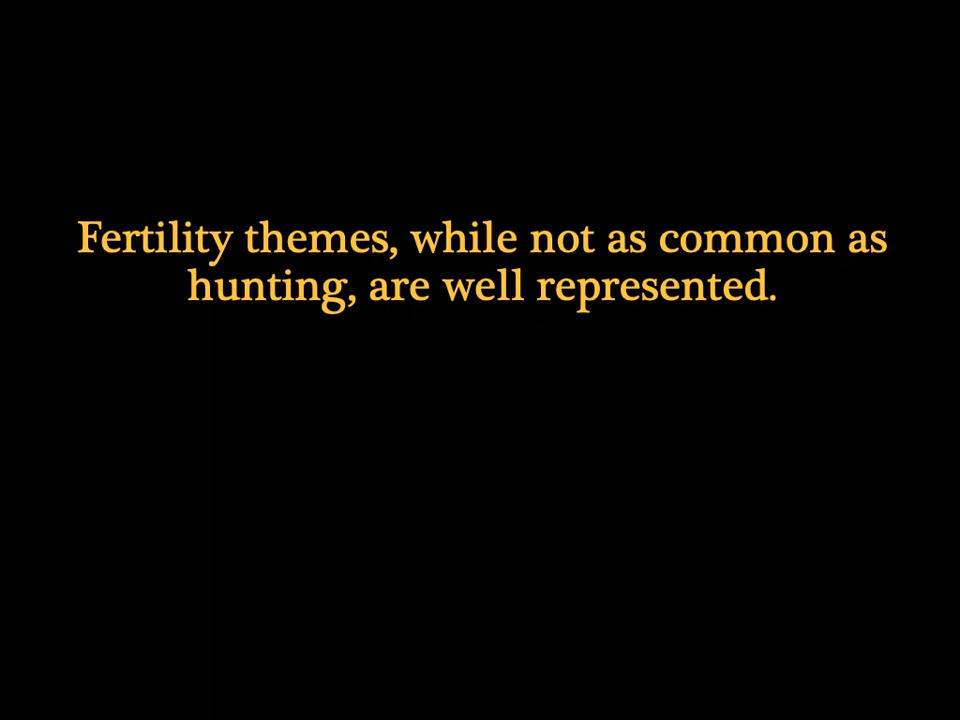 Fertility themes, while not as common as
hunting, are well represented.